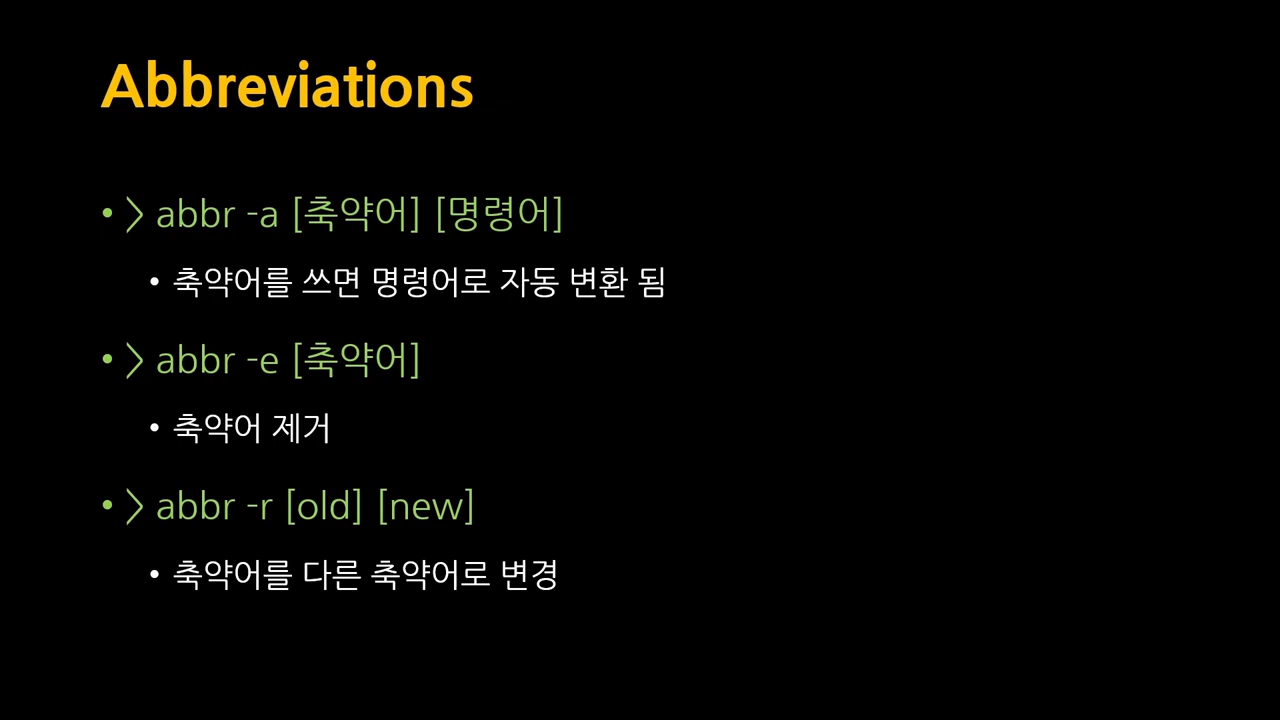 Abbreviations
• > abbr -a [축약어] [명령어]
• 축약어를 쓰면 명령어로 자동 변환 됨
• > abbr -e [축약어]
• 축약어 제거
• > abbr -r [old] [new]
• 축약어를 다른 축약어로 변경